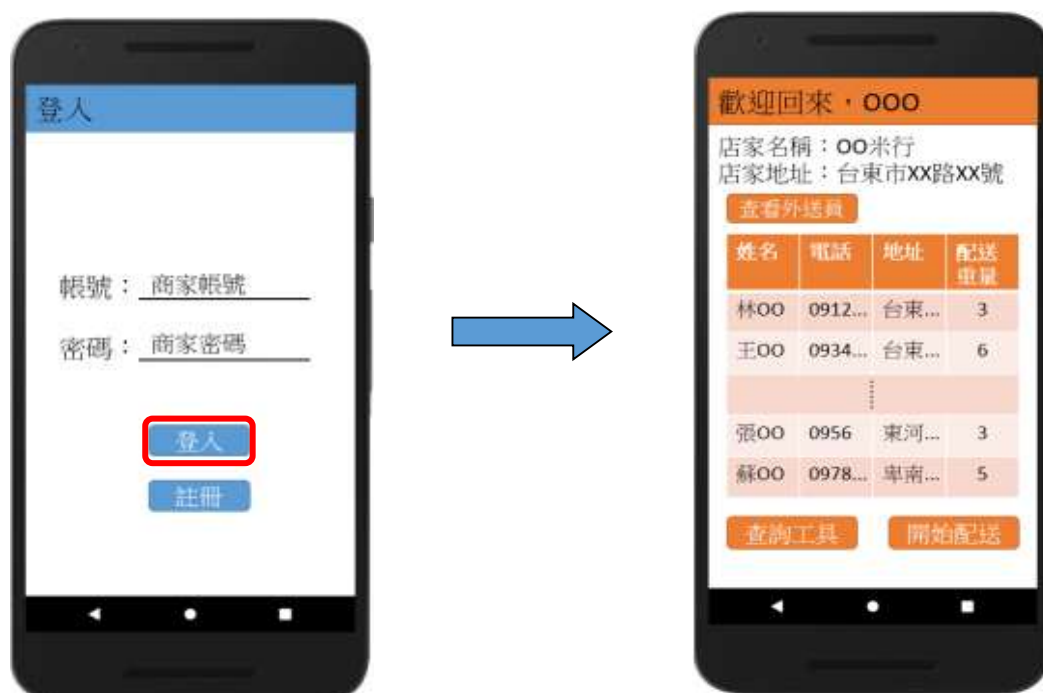 登入
帳號：商家帳號
密碼：商家密碼
登入
註冊
歡迎回來，OOO
店家名稱：OO米行
店家地址：台東市XX路XX號
查看外送員
姓名 電話 地址 配送重量
林OO 0912... 台東... 3
王OO 0934... 台東... 6
張OO 0956 東河... 3
蘇OO 0978... 卑南... 5
查詢工具 開始配送